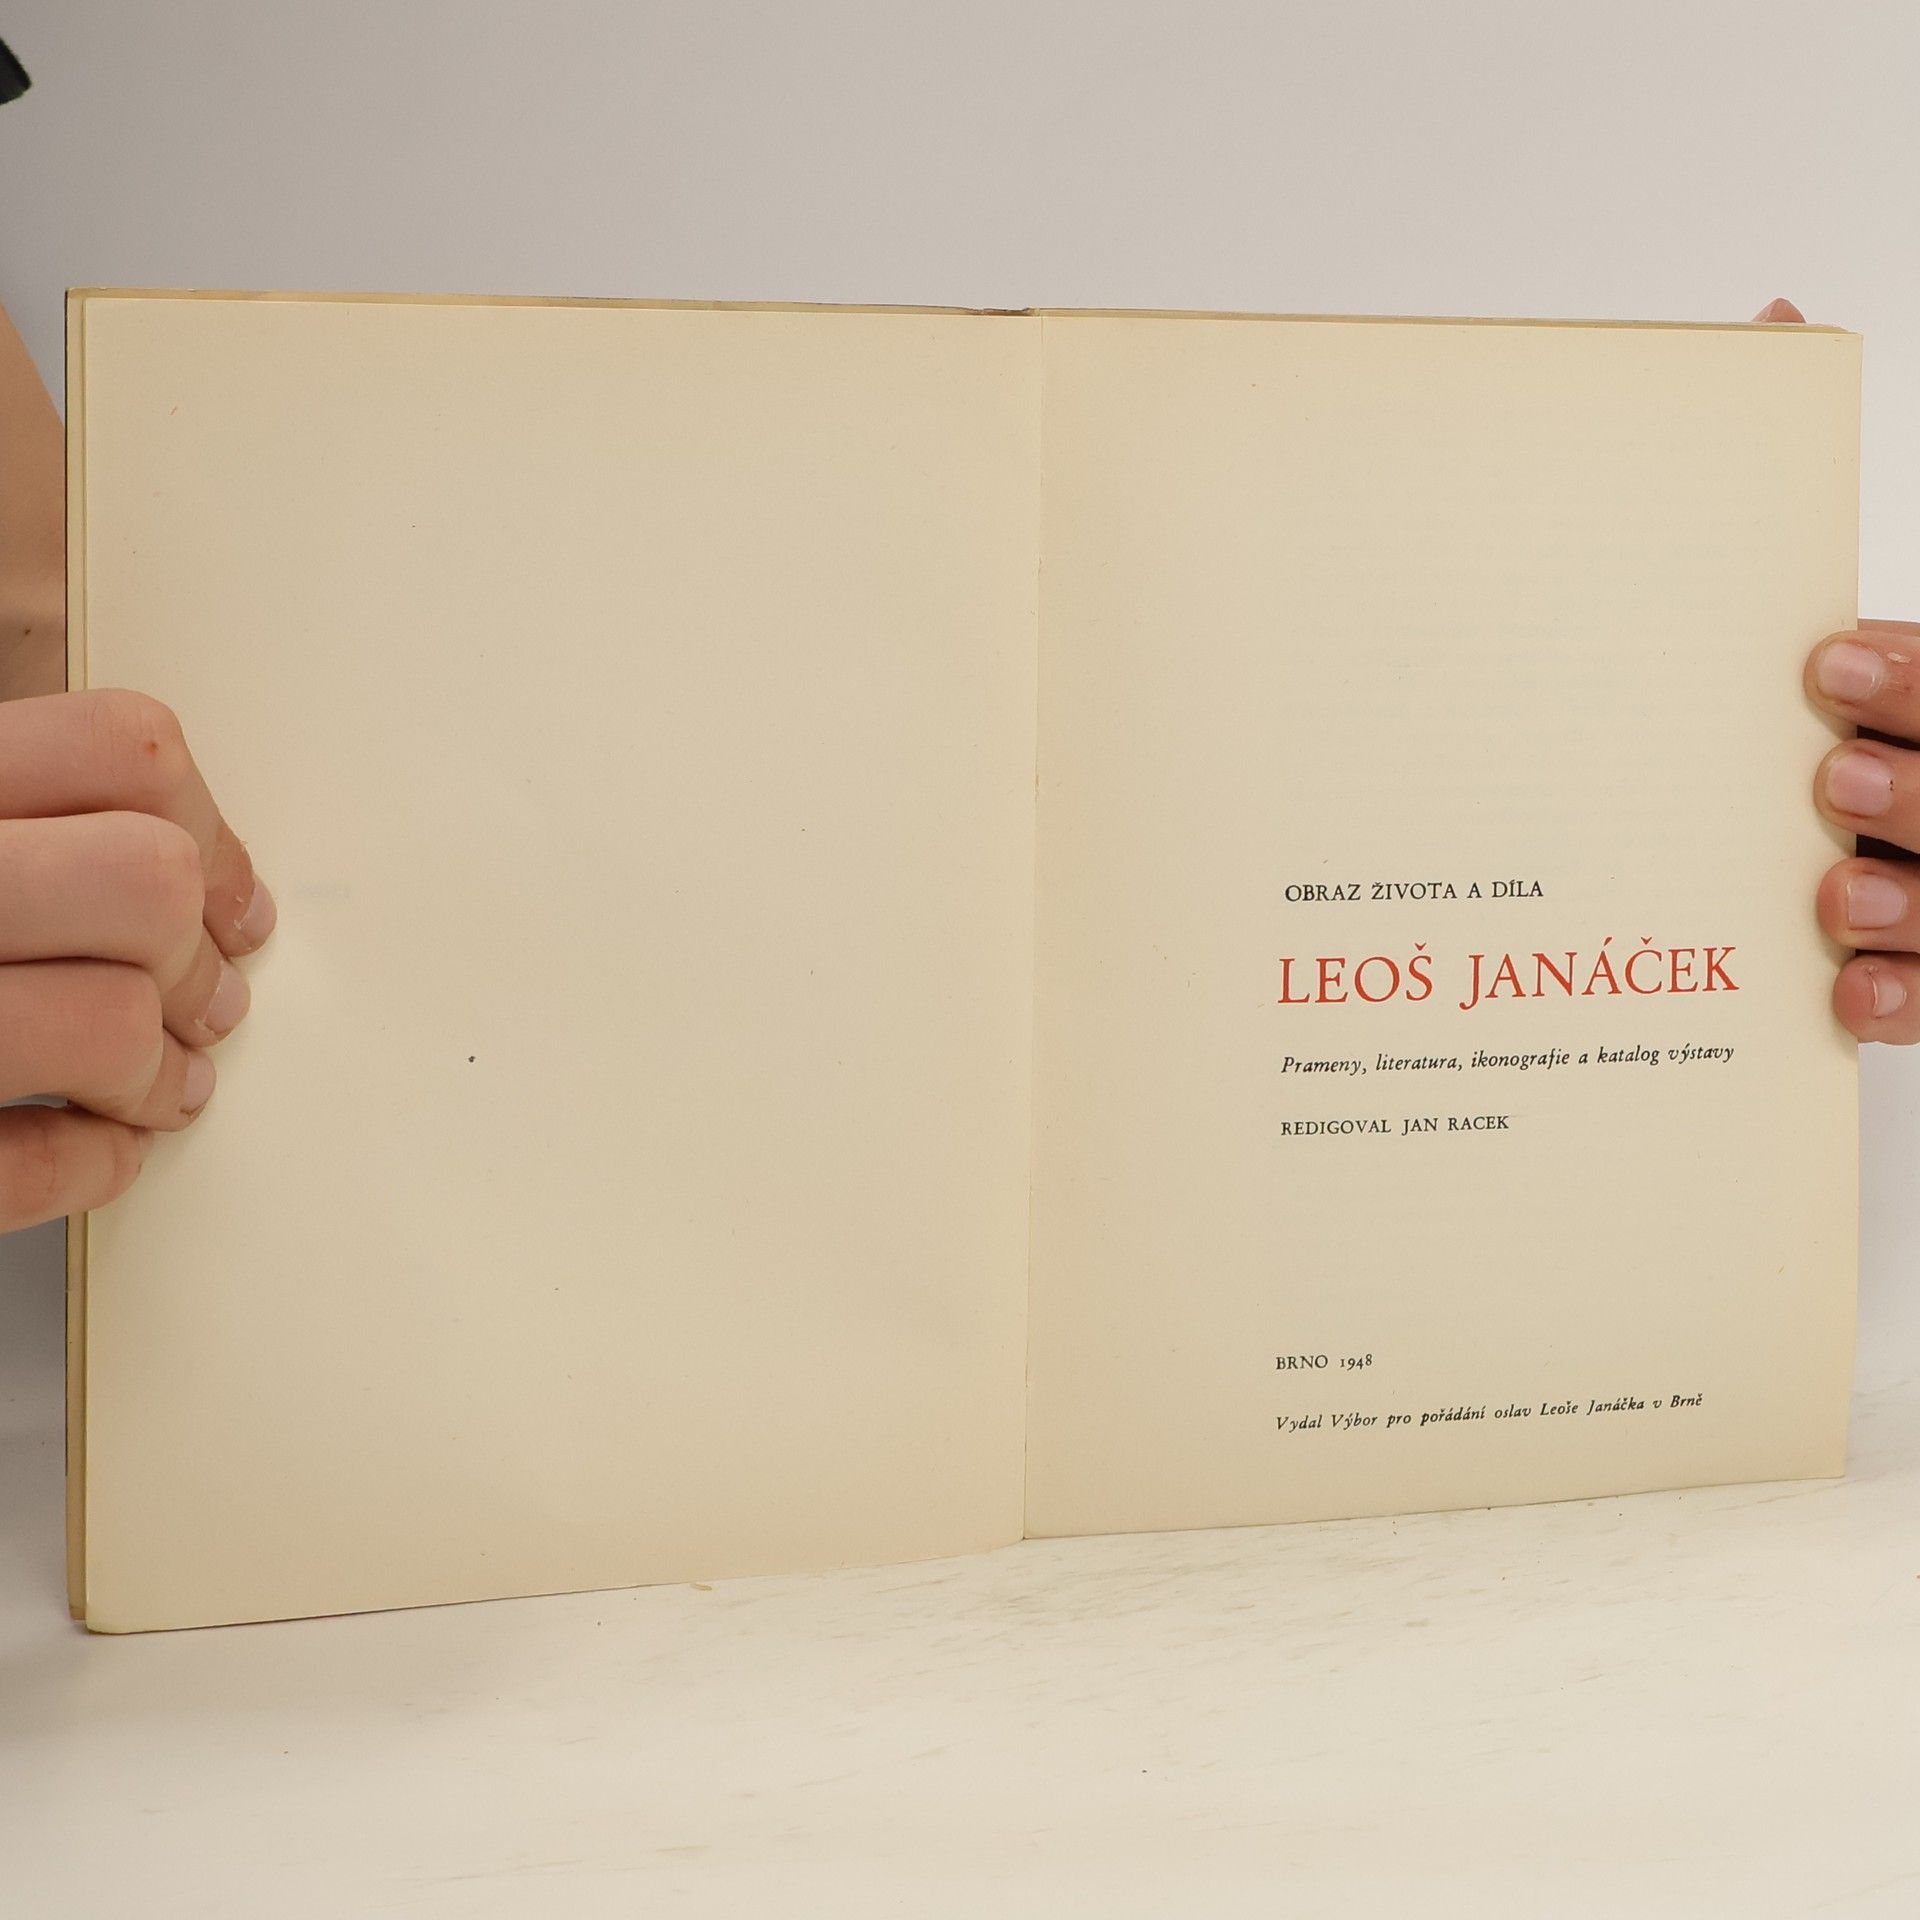 OBRAZ ŽIVOTA A DÍLA
LEOŠ JANÁČEK
Prameny, literatura, ikonografie a katalog výstavy
REDIGOVAL JAN RACEK
BRNO 1948
Vydal Výbor pro pořádání oslav Leoše Janáčka v Brně